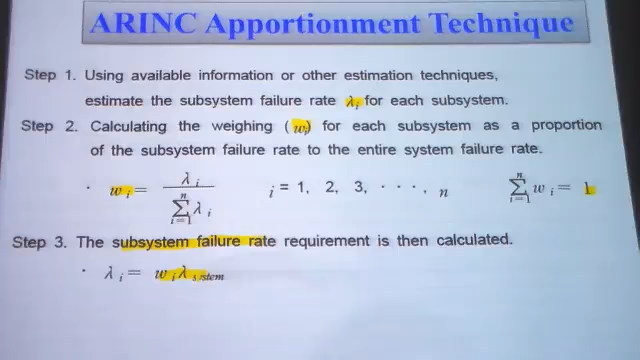 ARINC Apportionment Technique
Step 1. Using available information or other estimation techniques,
estimate the subsystem failure rate λi for each subsystem.
Step 2. Calculating the weighing (wi) for each subsystem as a proportion
of the subsystem failure rate to the entire system failure rate.
· wi = λi / Σ(i=1 to n) λi    i = 1, 2, 3, ····, n    Σ(i=1 to n) wi = 1
Step 3. The subsystem failure rate requirement is then calculated.
· λi = wi λsystem